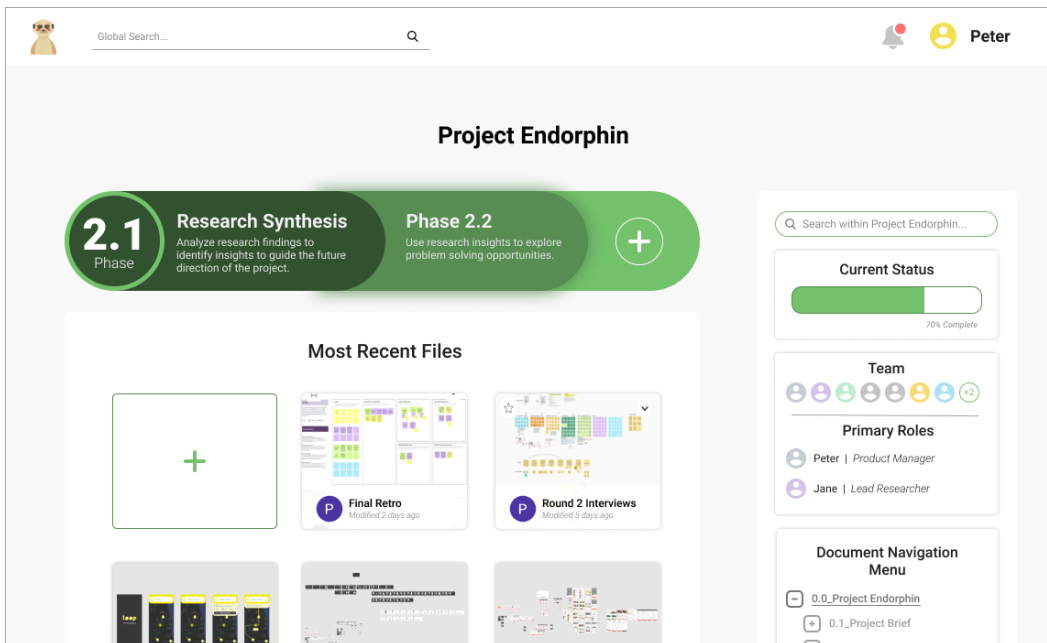 Global Search...
Peter
Project Endorphin
2.1
Phase
Research Synthesis
Analyze research findings to
identify insights to guide the future
direction of the project.
Phase 2.2
Use research insights to explore
problem solving opportunities.
Search within Project Endorphin...
Current Status
70% Complete
Most Recent Files
P
Final Retro
Modified 2 days ago
P
Round 2 Interviews
Modified 5 days ago
leap
Team
+2
Primary Roles
Peter | Product Manager
Jane | Lead Researcher
Document Navigation
Menu
0.0_Project Endorphin
0.1_Project Brief